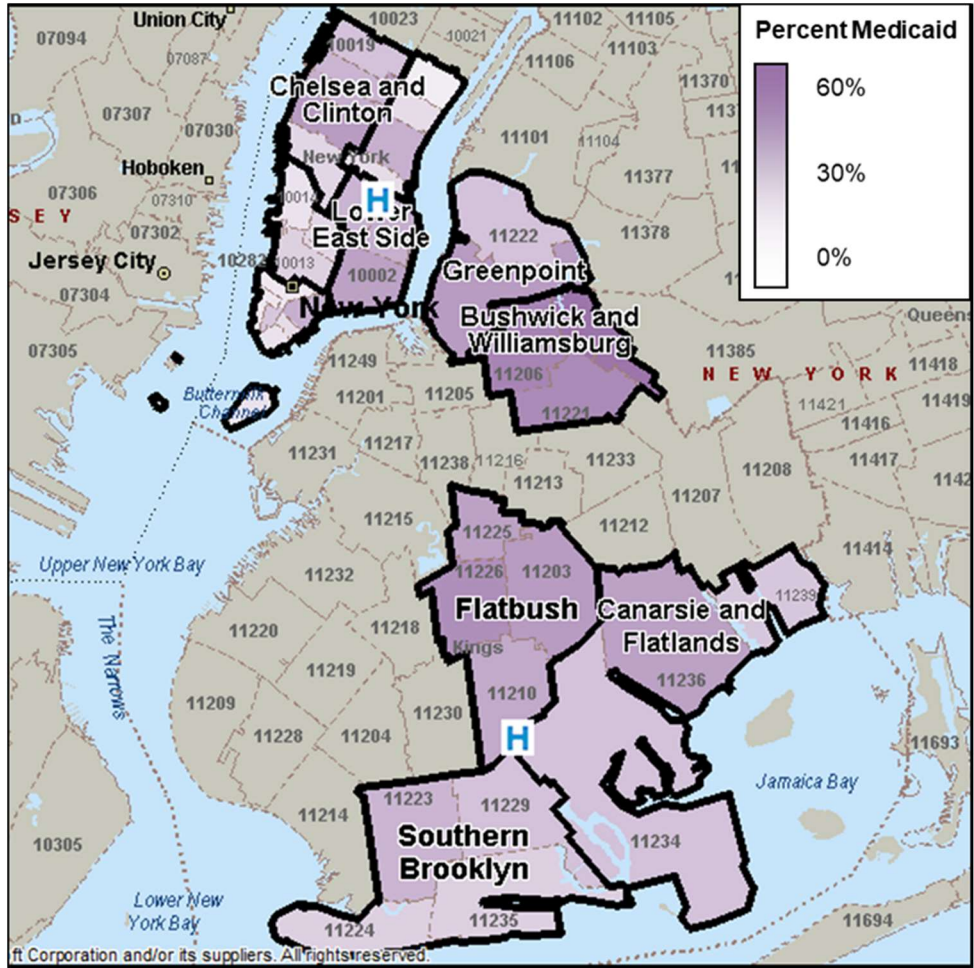 Union City
10023
11102
11105
Percent Medicaid
60%
30%
0%
07094
10019
10021
11103
07087
11106
11370
Chelsea and
Clinton
07307
07030
11101
11104
New York
Hoboken
11377
07306
07310
10014
H
SEY
07302
Lower
East Side
11222
11378
Jersey City
10282
10013
10002
Greenpoint
07304
New York
Bushwick and
Williamsburg
Queens
07305
11249
11206
11385
NEW YORK
11418
Buttermilk
Channel
11201
11205
11221
11421
11419
11416
11231
11217
11238
11216
11233
11208
11417
11213
11207
11215
11225
11212
11414
Upper New York Bay
11232
11226
11203
11239
The Narrows
11220
11218
Flatbush
Canarsie and
Flatlands
Kings
11219
11236
11209
11230
11210
11228
11204
H
11693
Jamaica Bay
11223
11229
11214
10305
Southern
Brooklyn
11234
Lower New
York Bay
11224
11235
11694
ft Corporation and/or its suppliers. All rights reserved.